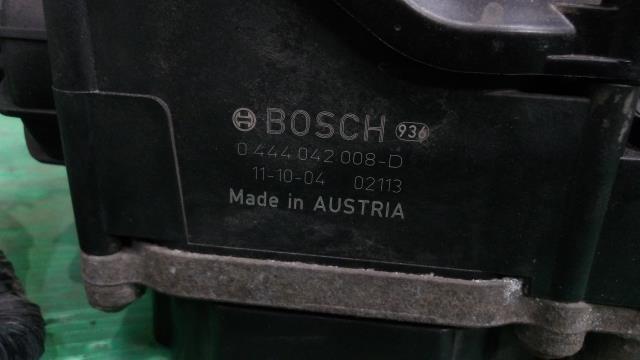 BOSCH 936
0 444 042 008-D
11-10-04 02113
Made in AUSTRIA